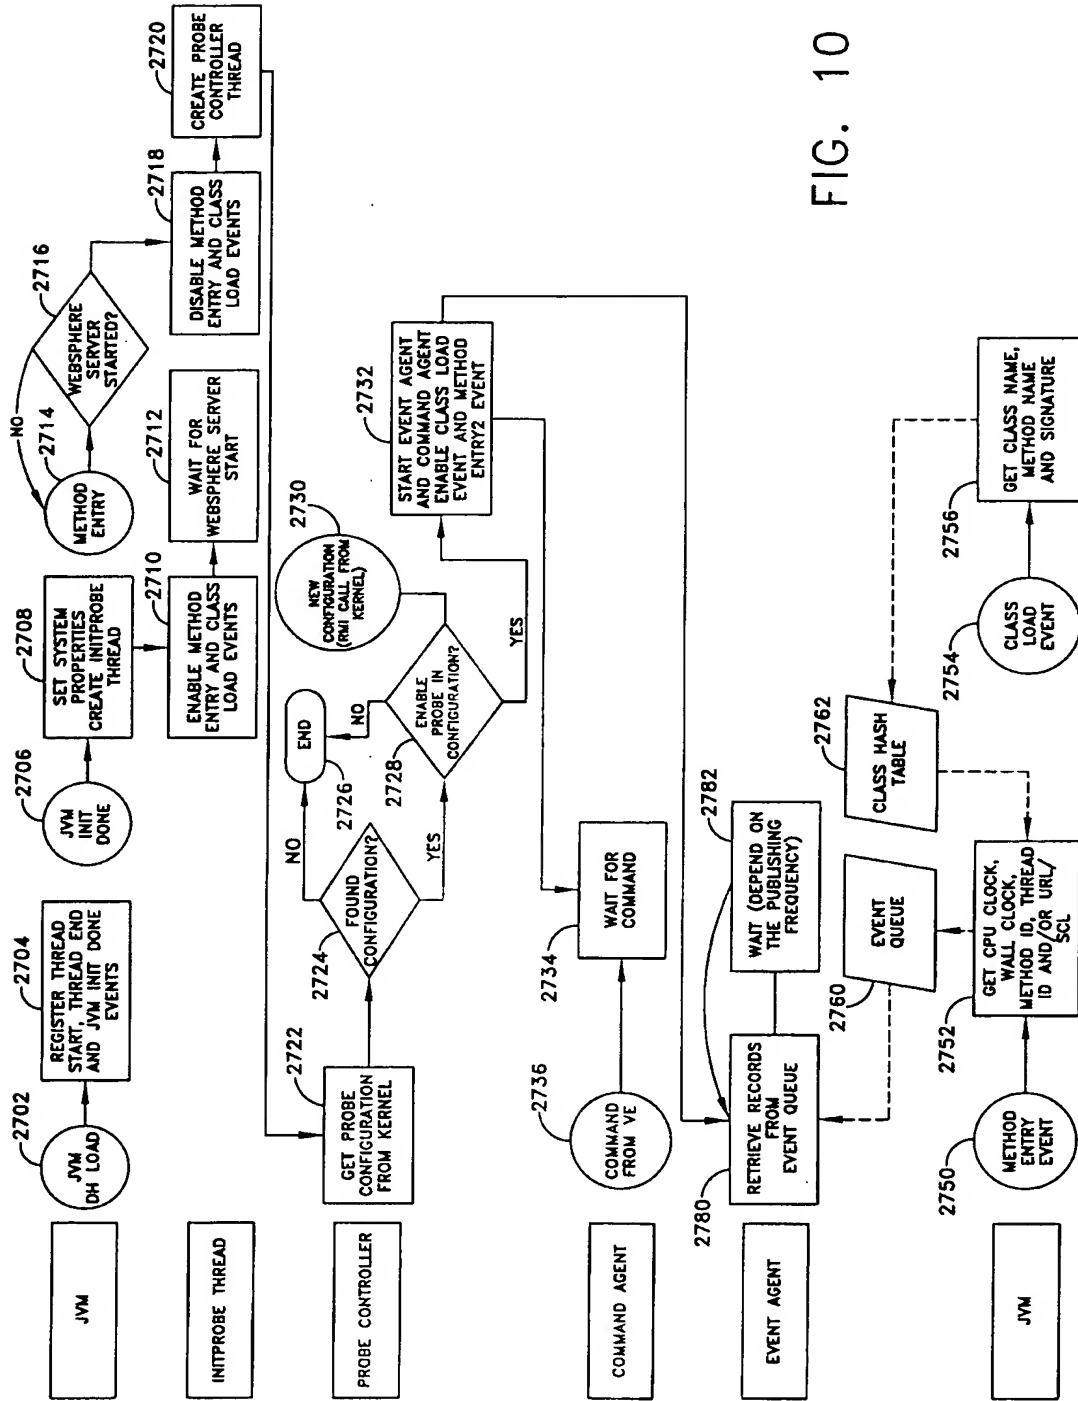 JVM
2702
JVM
DH LOAD
2704
REGISTER THREAD
START, THREAD END
AND JVM INIT DONE
EVENTS
2706
JVM
INIT
DONE
2708
SET SYSTEM
PROPERTIES
CREATE INITPROBE
THREAD
2714
METHOD
ENTRY
NO
2716
WEBSPHERE
SERVER
STARTED?
INITPROBE THREAD
2710
ENABLE METHOD
ENTRY AND CLASS
LOAD EVENTS
2712
WAIT FOR
WEBSPHERE SERVER
START
2718
DISABLE METHOD
ENTRY AND CLASS
LOAD EVENTS
2720
CREATE PROBE
CONTROLLER
THREAD
PROBE CONTROLLER
2722
GET PROBE
CONFIGURATION
FROM KERNEL
2724
FOUND
CONFIGURATION?
NO
YES
END
2726
2728
ENABLE
PROBE IN
CONFIGURATION?
NO
YES
2730
NEW
CONFIGURATION
(RMI CALL FROM
KERNEL)
2732
START EVENT AGENT
AND COMMAND AGENT
ENABLE CLASS LOAD
EVENT AND METHOD
ENTRY2 EVENT
COMMAND AGENT
2736
COMMAND
FROM VE
2734
WAIT FOR
COMMAND
EVENT AGENT
2780
RETRIEVE RECORDS
FROM
EVENT QUEUE
2782
WAIT (DEPEND ON
THE PUBLISHING
FREQUENCY)
2760
EVENT
QUEUE
2762
CLASS HASH
TABLE
JVM
2750
METHOD
ENTRY
EVENT
2752
GET CPU CLOCK,
WALL CLOCK,
METHOD ID, THREAD
ID AND/OR URL/
SCL
2754
CLASS
LOAD
EVENT
2756
GET CLASS NAME,
METHOD NAME
AND SIGNATURE
FIG. 10